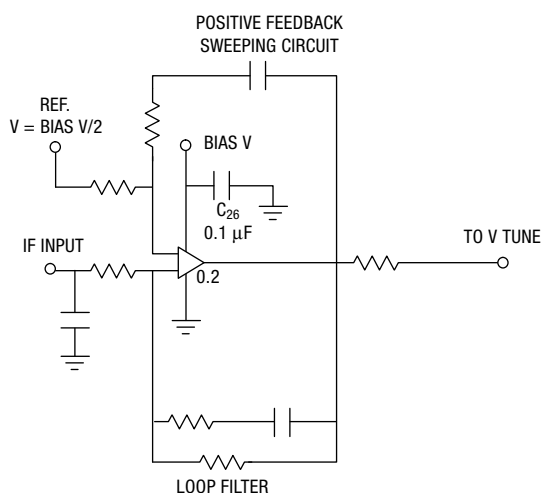 POSITIVE FEEDBACK
SWEEPING CIRCUIT
REF.
V = BIAS V/2
BIAS V
C₂₆
0.1 µF
IF INPUT
TO V TUNE
0.2
LOOP FILTER